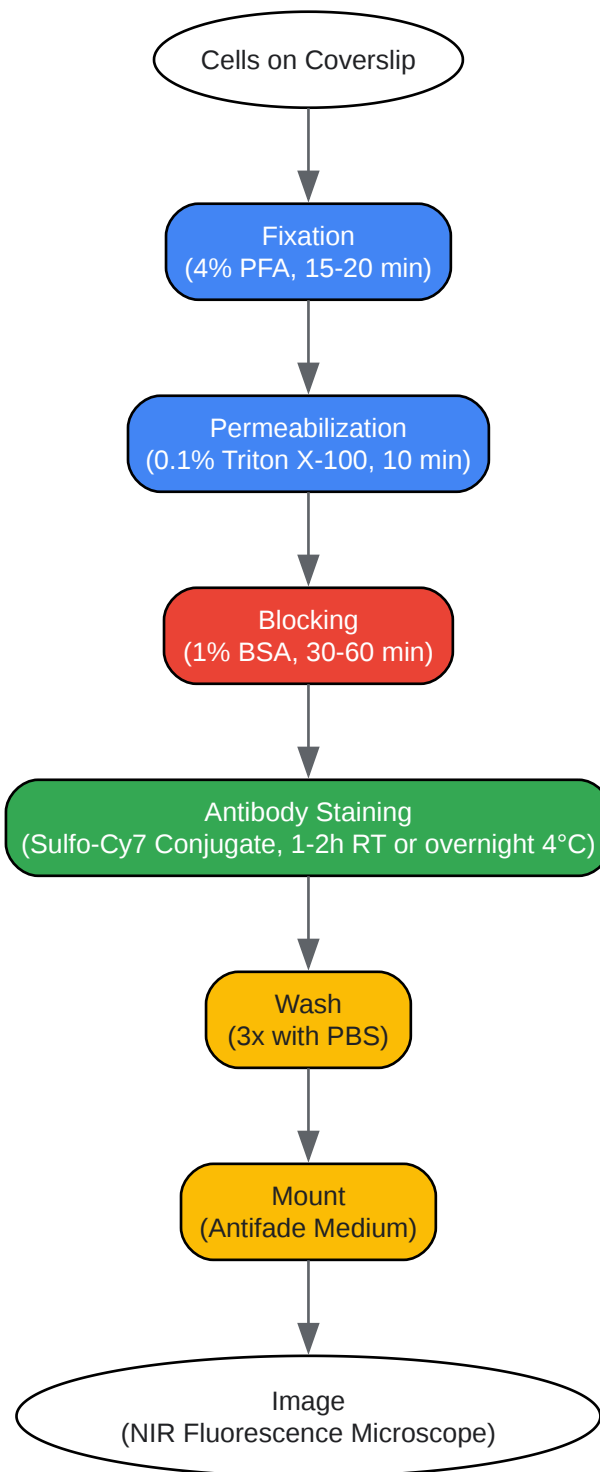 Cells on Coverslip
Fixation
(4% PFA, 15-20 min)
Permeabilization
(0.1% Triton X-100, 10 min)
Blocking
(1% BSA, 30-60 min)
Antibody Staining
(Sulfo-Cy7 Conjugate, 1-2h RT or overnight 4°C)
Wash
(3x with PBS)
Mount
(Antifade Medium)
Image
(NIR Fluorescence Microscope)